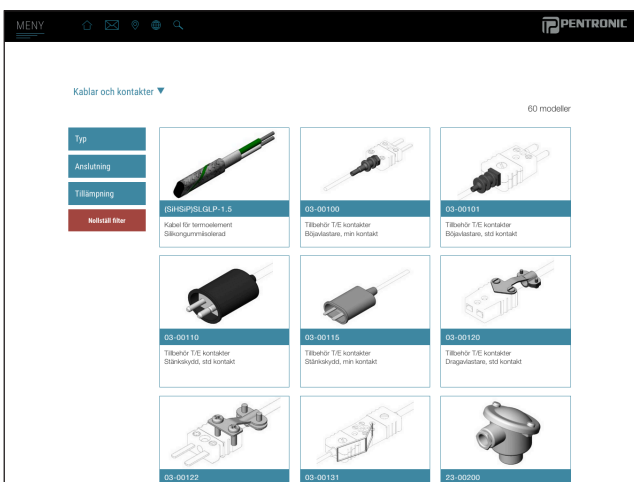 MENY
PENTRONIC
Kablar och kontakter ▼
60 modeller
Typ
Anslutning
Tillämpning
Nollställ filter
(SiHSiP)SLGLP-1.5
Kabel för termoelement
Silikongummiisolerad
03-00100
Tillbehör T/E kontakter
Böjavlastare, min kontakt
03-00101
Tillbehör T/E kontakter
Böjavlastare, std kontakt
03-00110
Tillbehör T/E kontakter
Stänkskydd, std kontakt
03-00115
Tillbehör T/E kontakter
Stänkskydd, min kontakt
03-00120
Tillbehör T/E kontakter
Dragavlastare, std kontakt
03-00122
03-00131
23-00200